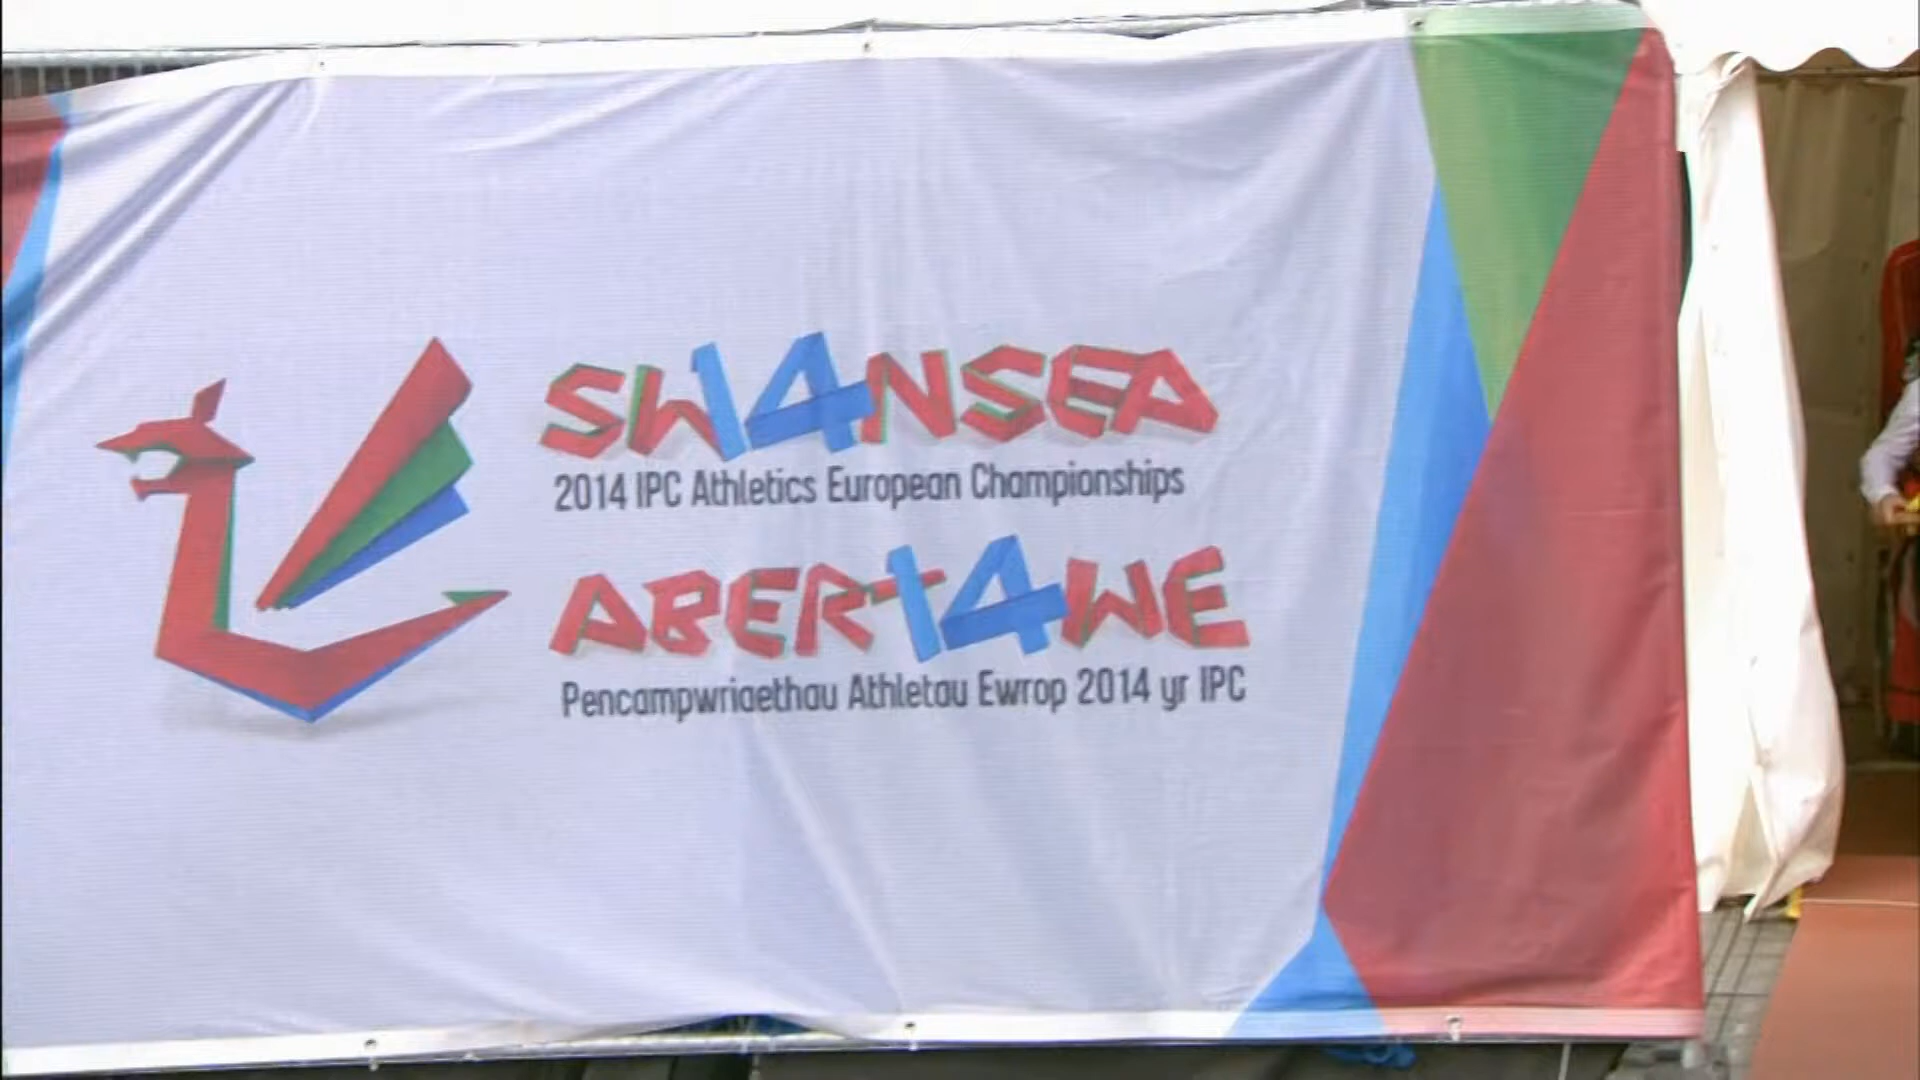 SW14NSEA
2014 IPC Athletics European Championships
ABERT14WE
Pencampwriaethau Athletau Ewrop 2014 yr IPC